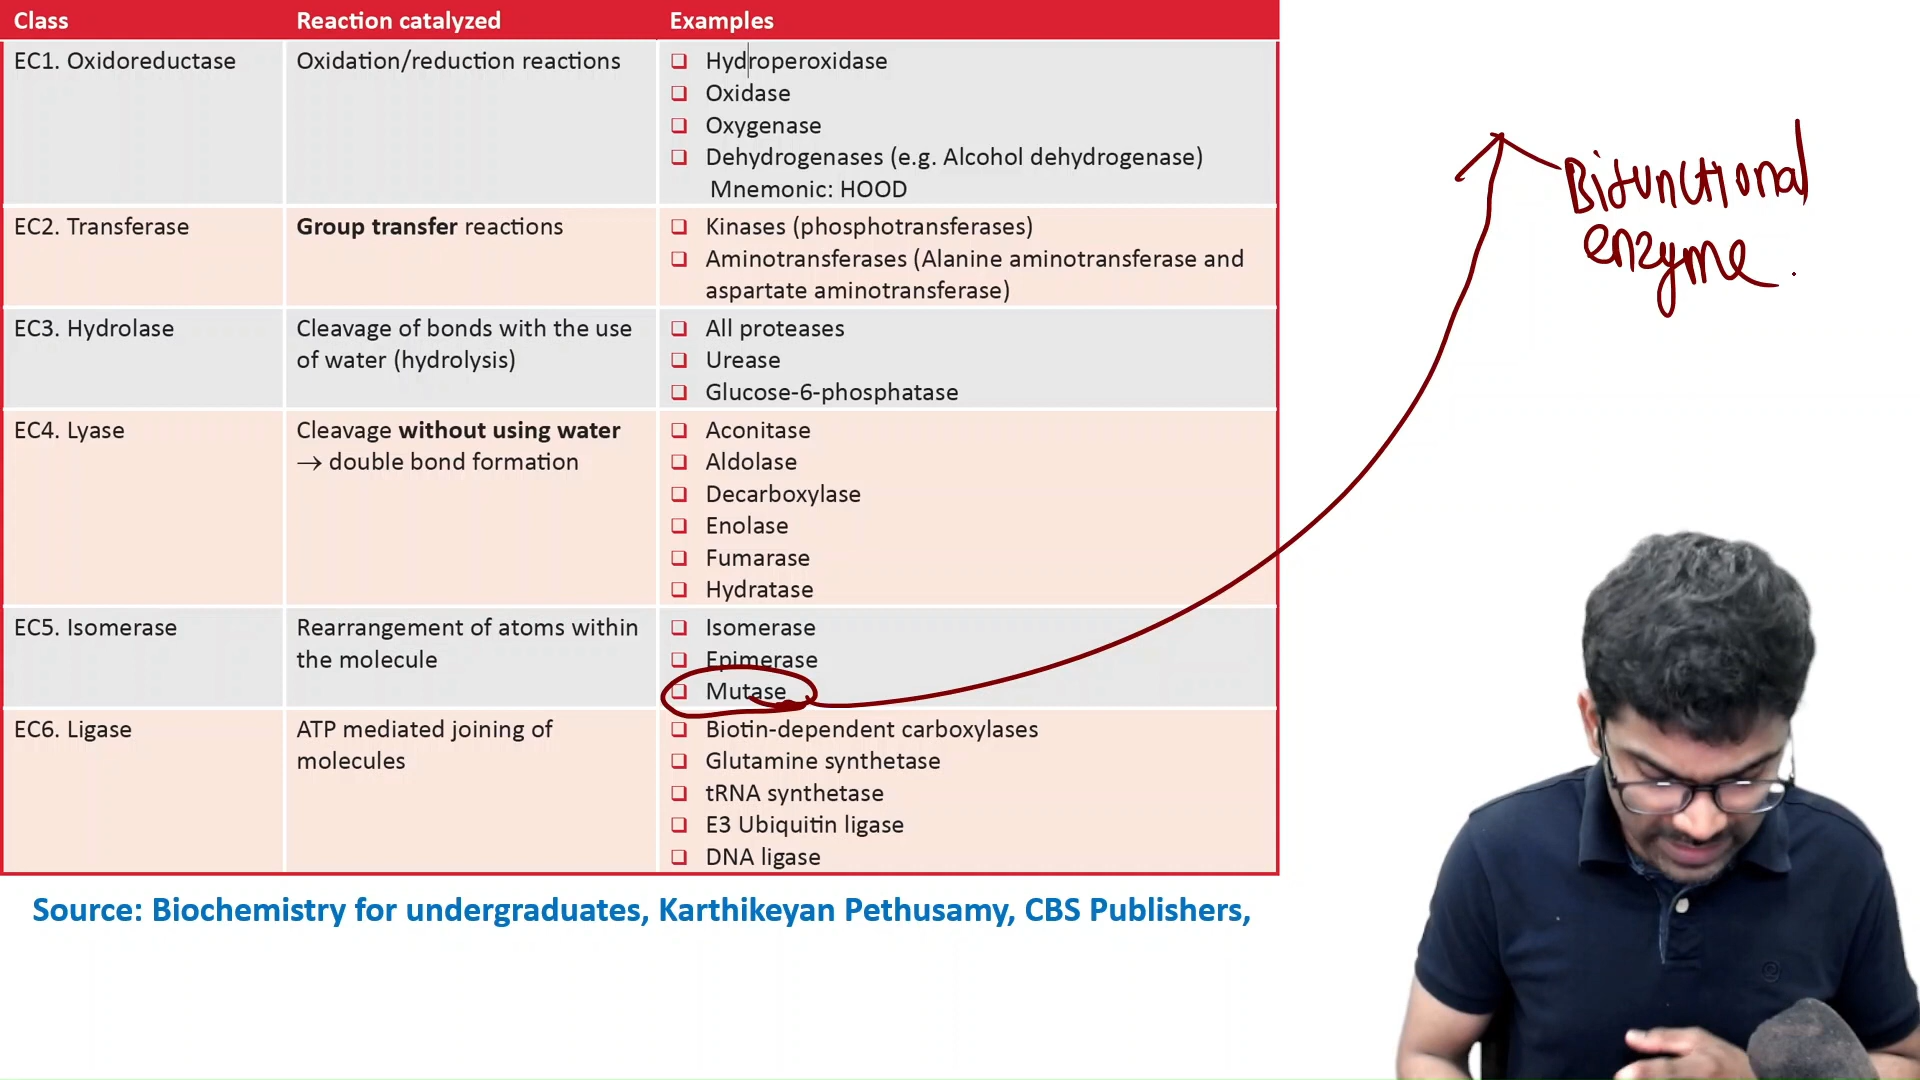 Class Reaction catalyzed Examples
EC1. Oxidoreductase Oxidation/reduction reactions ❑ Hydroperoxidase
❑ Oxidase
❑ Oxygenase
❑ Dehydrogenases (e.g. Alcohol dehydrogenase)
Mnemonic: HOOD
EC2. Transferase Group transfer reactions ❑ Kinases (phosphotransferases)
❑ Aminotransferases (Alanine aminotransferase and
aspartate aminotransferase)
EC3. Hydrolase Cleavage of bonds with the use ❑ All proteases
of water (hydrolysis) ❑ Urease
❑ Glucose-6-phosphatase
EC4. Lyase Cleavage without using water ❑ Aconitase
→ double bond formation ❑ Aldolase
❑ Decarboxylase
❑ Enolase
❑ Fumarase
❑ Hydratase
EC5. Isomerase Rearrangement of atoms within ❑ Isomerase
the molecule ❑ Epimerase
❑ Mutase
EC6. Ligase ATP mediated joining of ❑ Biotin-dependent carboxylases
molecules ❑ Glutamine synthetase
❑ tRNA synthetase
❑ E3 Ubiquitin ligase
❑ DNA ligase
Source: Biochemistry for undergraduates, Karthikeyan Pethusamy, CBS Publishers,
Bifunctional
enzyme.